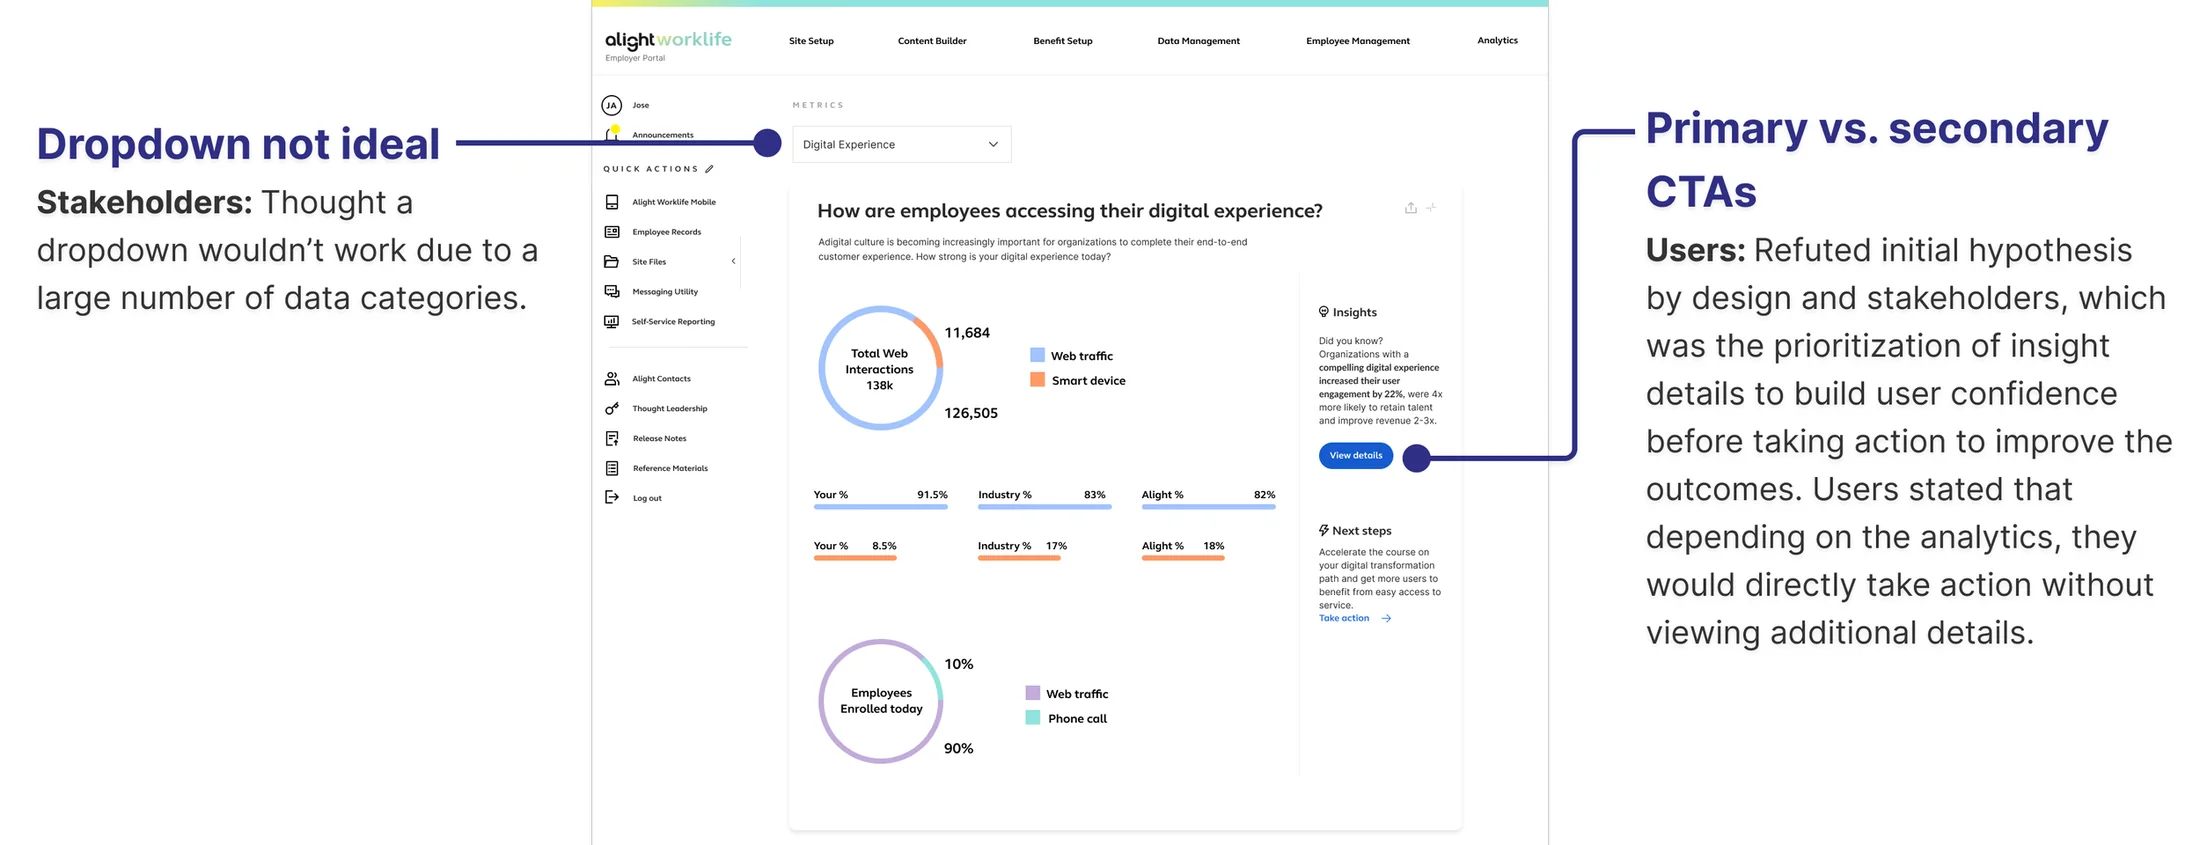 Dropdown not ideal
Stakeholders: Thought a
dropdown wouldn’t work due to a
large number of data categories.
alightworklife
Employer Portal
Site Setup
Content Builder
Benefit Setup
Data Management
Employee Management
Analytics
JA
Jose
Announcements
QUICK ACTIONS
Alight Worklife Mobile
Employee Records
Site Files
Messaging Utility
Self-Service Reporting
Alight Contacts
Thought Leadership
Release Notes
Reference Materials
Log out
METRICS
Digital Experience
How are employees accessing their digital experience?
Adigital culture is becoming increasingly important for organizations to complete their end-to-end
customer experience. How strong is your digital experience today?
Total Web
Interactions
138k
11,684
126,505
Web traffic
Smart device
Your % 91.5%
Industry % 83%
Alight % 82%
Your % 8.5%
Industry % 17%
Alight % 18%
Employees
Enrolled today
10%
90%
Web traffic
Phone call
Insights
Did you know?
Organizations with a
compelling digital experience
increased their user
engagement by 22%, were 4x
more likely to retain talent
and improve revenue 2-3x.
View details
Next steps
Accelerate the course on
your digital transformation
path and get more users to
benefit from easy access to
service.
Take action
Primary vs. secondary
CTAs
Users: Refuted initial hypothesis
by design and stakeholders, which
was the prioritization of insight
details to build user confidence
before taking action to improve the
outcomes. Users stated that
depending on the analytics, they
would directly take action without
viewing additional details.